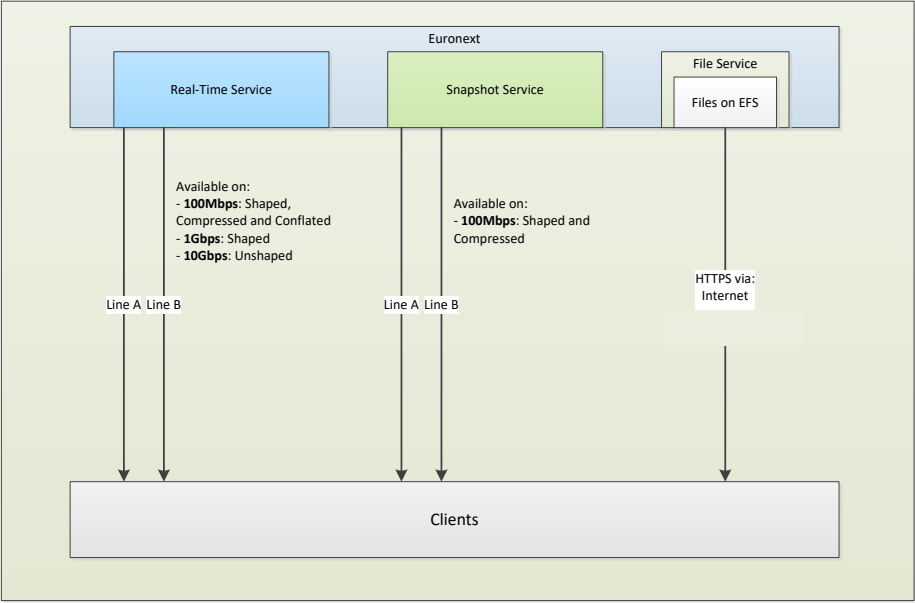 Euronext
Real-Time Service
Snapshot Service
File Service
Files on EFS
Available on:
- 100Mbps: Shaped,
Compressed and Conflated
- 1Gbps: Shaped
- 10Gbps: Unshaped
Available on:
- 100Mbps: Shaped and
Compressed
HTTPS via:
Internet
Line A
Line B
Line A
Line B
Clients